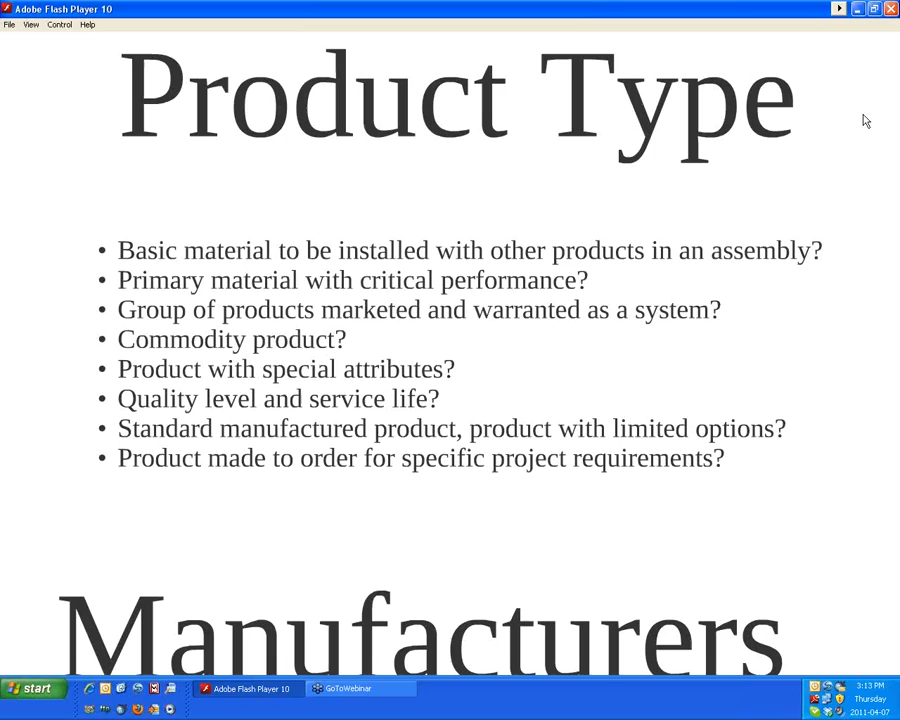 Adobe Flash Player 10
File View Control Help
Product Type
• Basic material to be installed with other products in an assembly?
• Primary material with critical performance?
• Group of products marketed and warranted as a system?
• Commodity product?
• Product with special attributes?
• Quality level and service life?
• Standard manufactured product, product with limited options?
• Product made to order for specific project requirements?
Manufacturers
start
Adobe Flash Player 10
GoToWebinar
3:13 PM
Thursday
2011-04-07